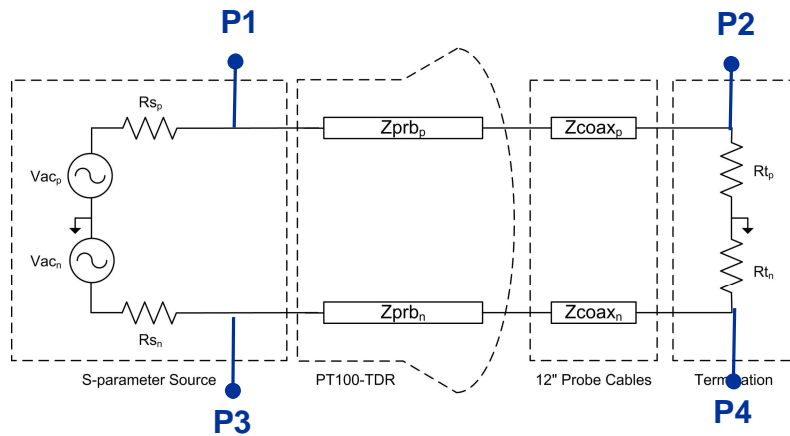 P1
P2
Rsₚ
Zprbₚ
Zcoaxₚ
Vacₚ
Rtₚ
Vacₙ
Rtₙ
Zprbₙ
Zcoaxₙ
Rsₙ
S-parameter Source
PT100-TDR
12" Probe Cables
Termination
P3
P4